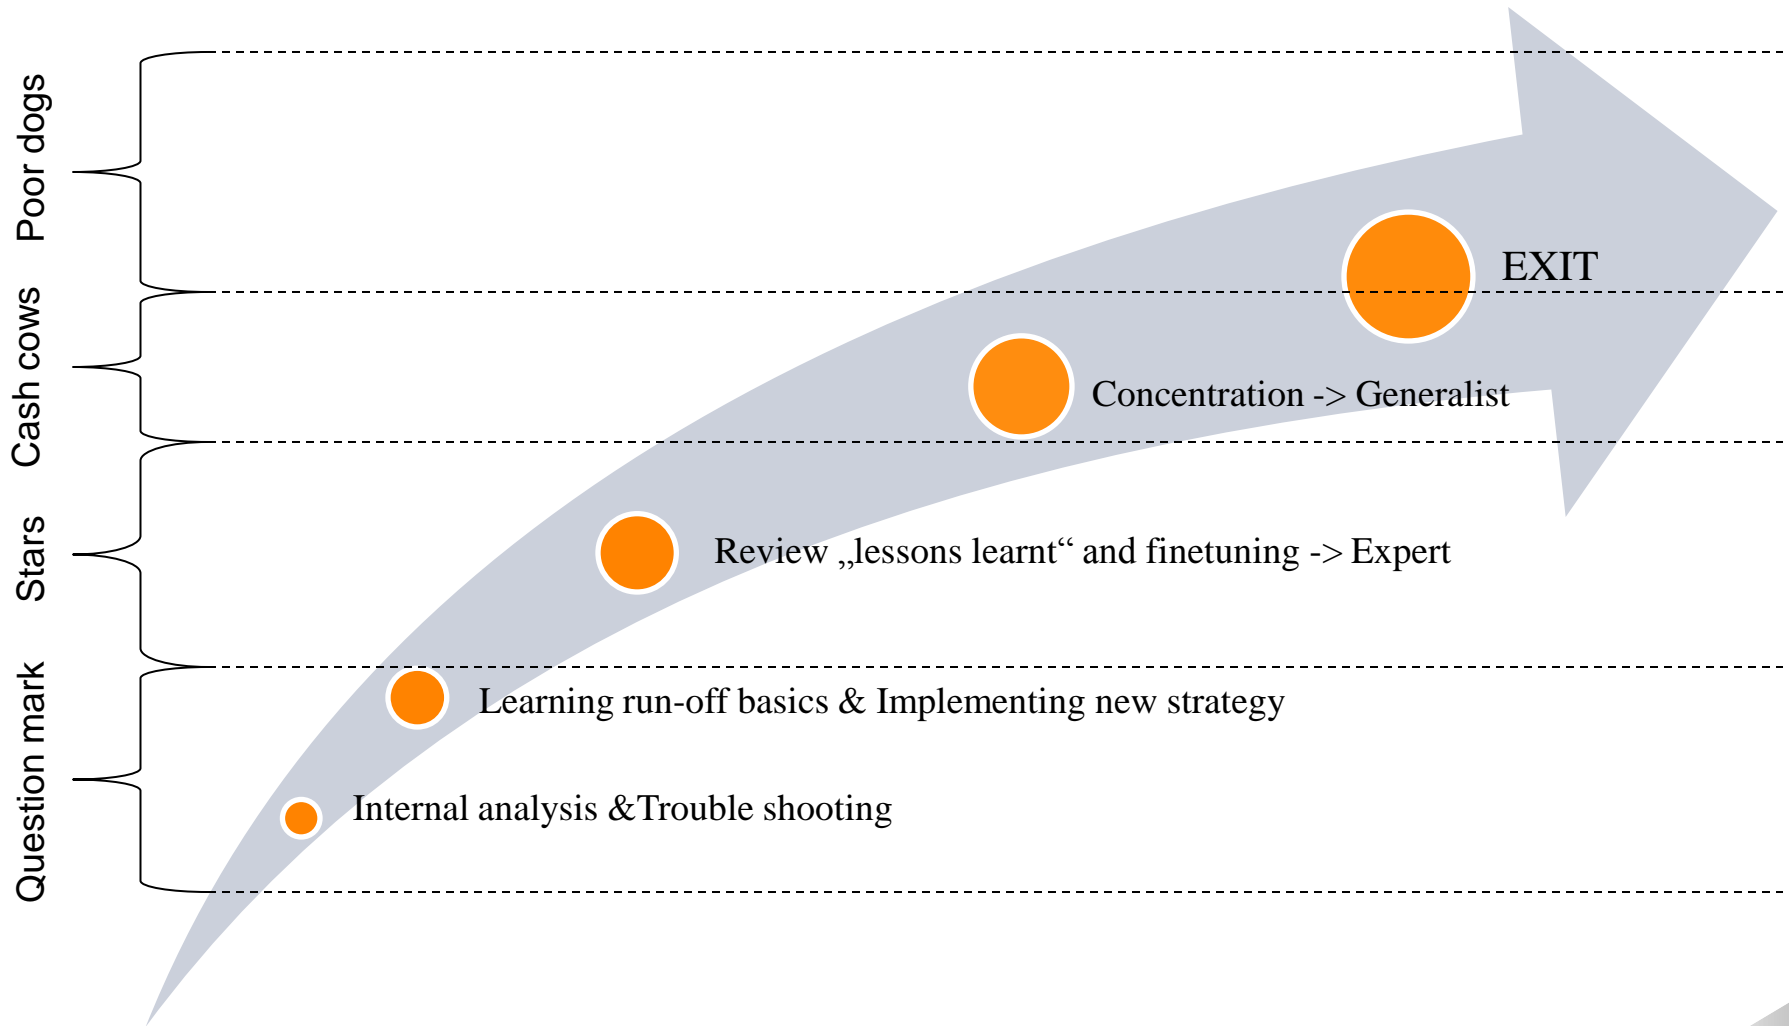 Poor dogs
EXIT
Cash cows
Concentration -> Generalist
Stars
Review „lessons learnt“ and finetuning -> Expert
Question mark
Learning run-off basics & Implementing new strategy
Internal analysis &Trouble shooting